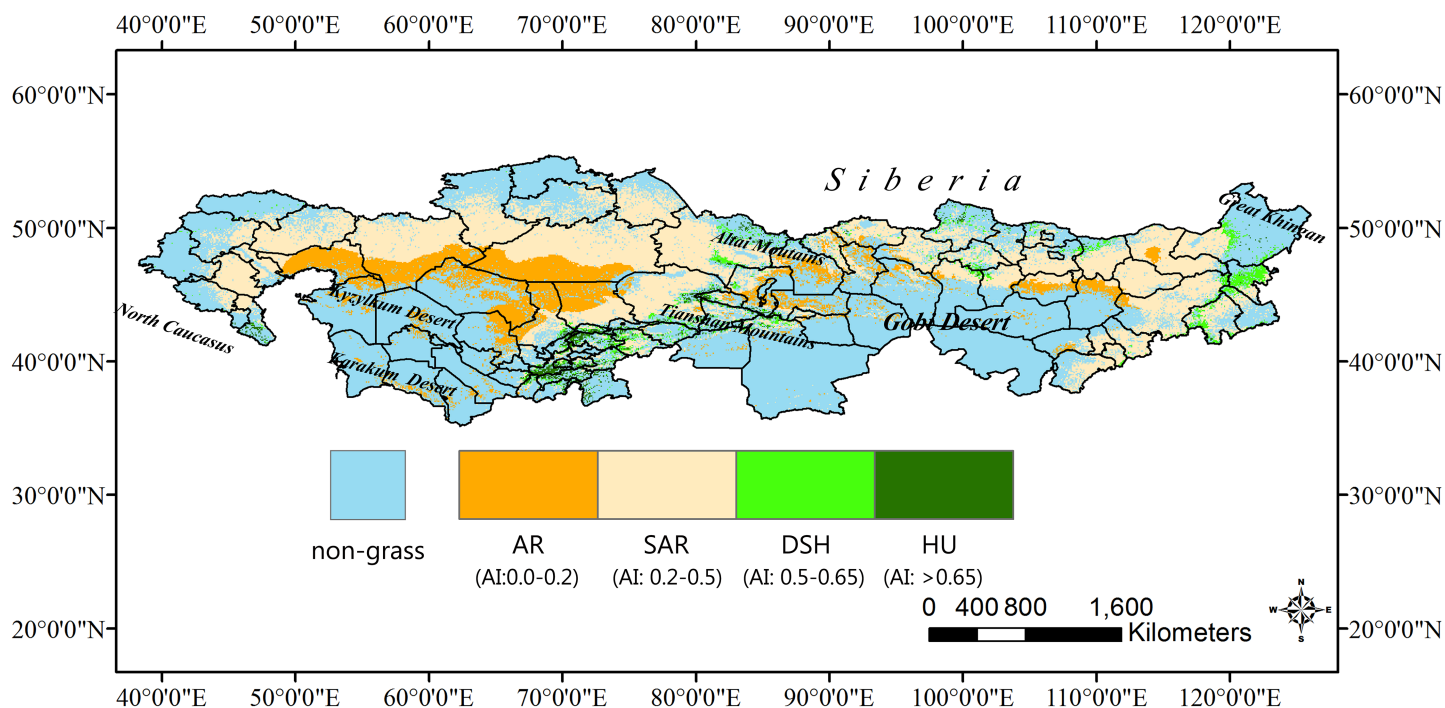 40°0'0"E 50°0'0"E 60°0'0"E 70°0'0"E 80°0'0"E 90°0'0"E 100°0'0"E 110°0'0"E 120°0'0"E
60°0'0"N 60°0'0"N
Siberia
50°0'0"N 50°0'0"N
Great Khingan
Altai Moutains
Kyzylkum Desert
North Caucasus
Tianshan Mountains
Gobi Desert
40°0'0"N 40°0'0"N
Karakum Desert
30°0'0"N 30°0'0"N
non-grass AR SAR DSH HU
(AI:0.0-0.2) (AI: 0.2-0.5) (AI: 0.5-0.65) (AI: >0.65)
N
W E
S
0 400 800 1,600
Kilometers
20°0'0"N 20°0'0"N
40°0'0"E 50°0'0"E 60°0'0"E 70°0'0"E 80°0'0"E 90°0'0"E 100°0'0"E 110°0'0"E 120°0'0"E